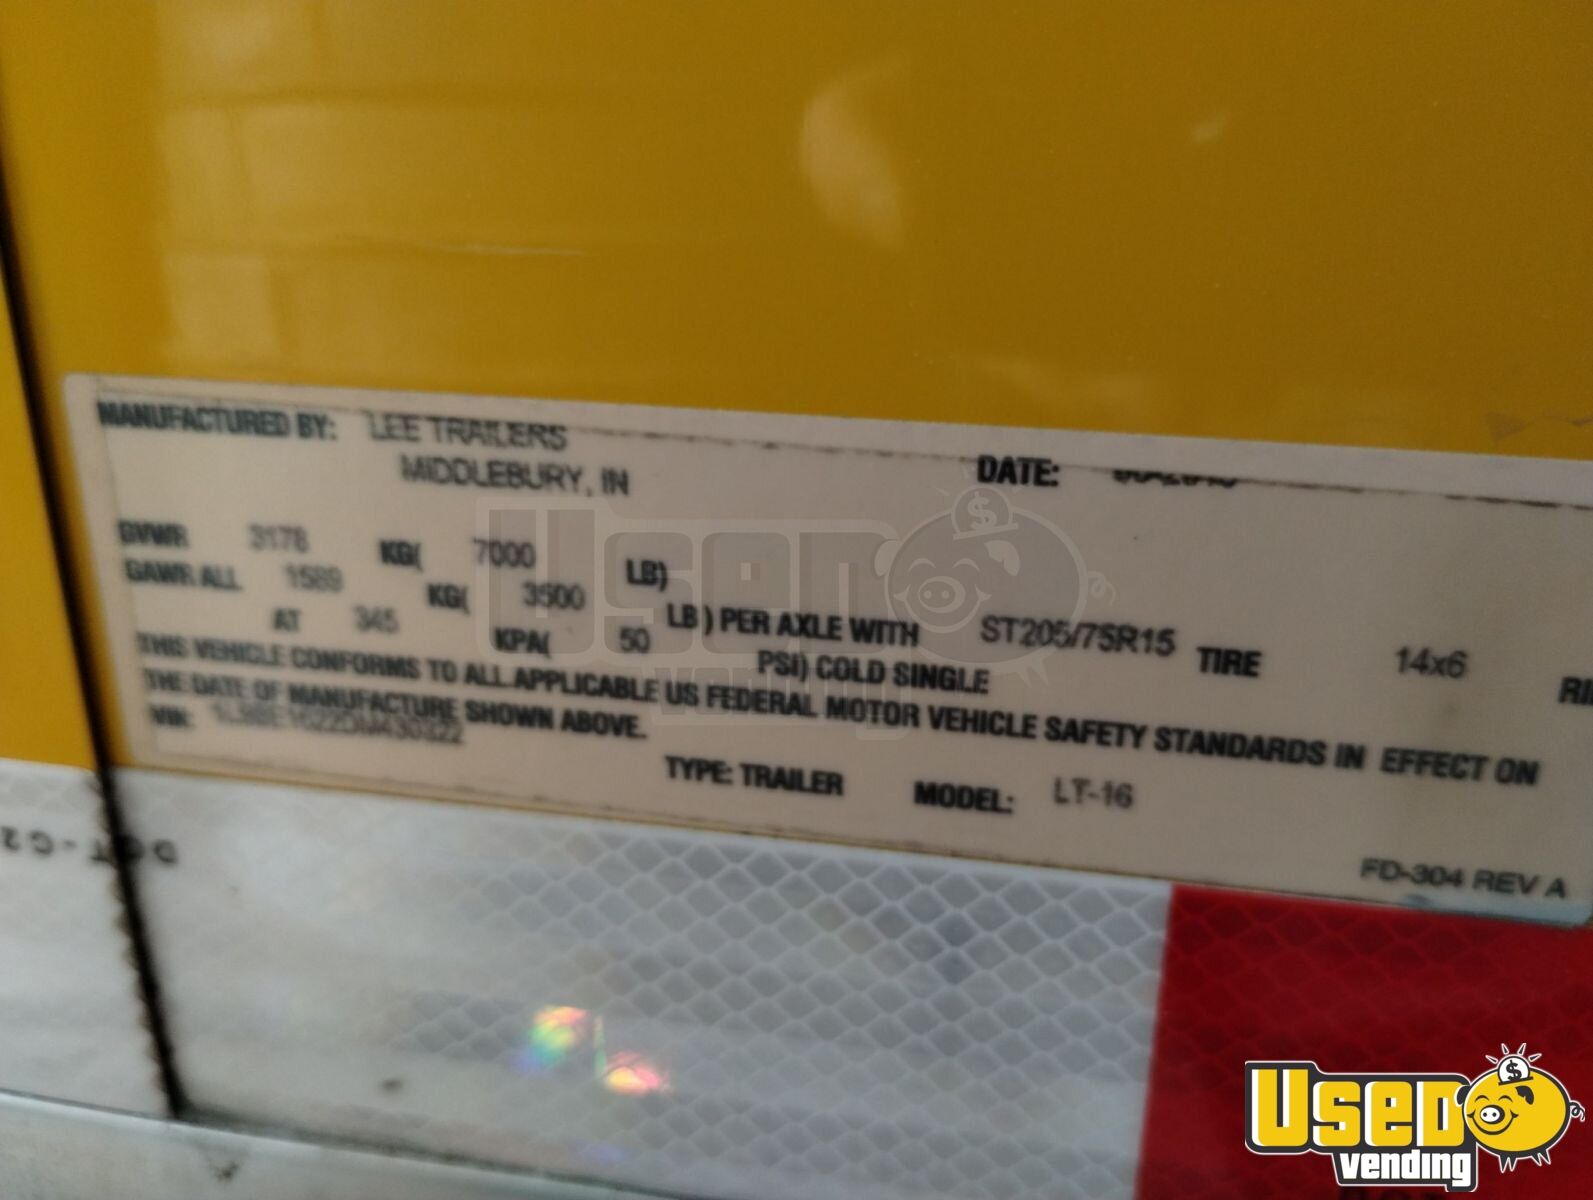 MANUFACTURED BY: LEE TRAILERS
MIDDLEBURY, IN
DATE:
GVWR 3178 KG( 7000 LB)
GAWR ALL 1589 KG( 3500 LB ) PER AXLE WITH ST205/75R15 TIRE 14x6
AT 345 KPA( 50 PSI) COLD SINGLE
THIS VEHICLE CONFORMS TO ALL APPLICABLE US FEDERAL MOTOR VEHICLE SAFETY STANDARDS IN EFFECT ON
THE DATE OF MANUFACTURE SHOWN ABOVE.
VIN:
TYPE: TRAILER MODEL: LT-16
FD-304 REV A
USED vending
USED vending